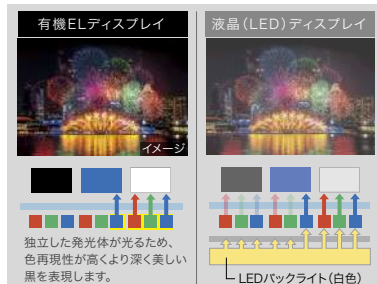 有機ELディスプレイ
液晶(LED)ディスプレイ
イメージ
独立した発光体が光るため、
色再現性が高くより深く美しい
黒を表現します。
LEDバックライト(白色)